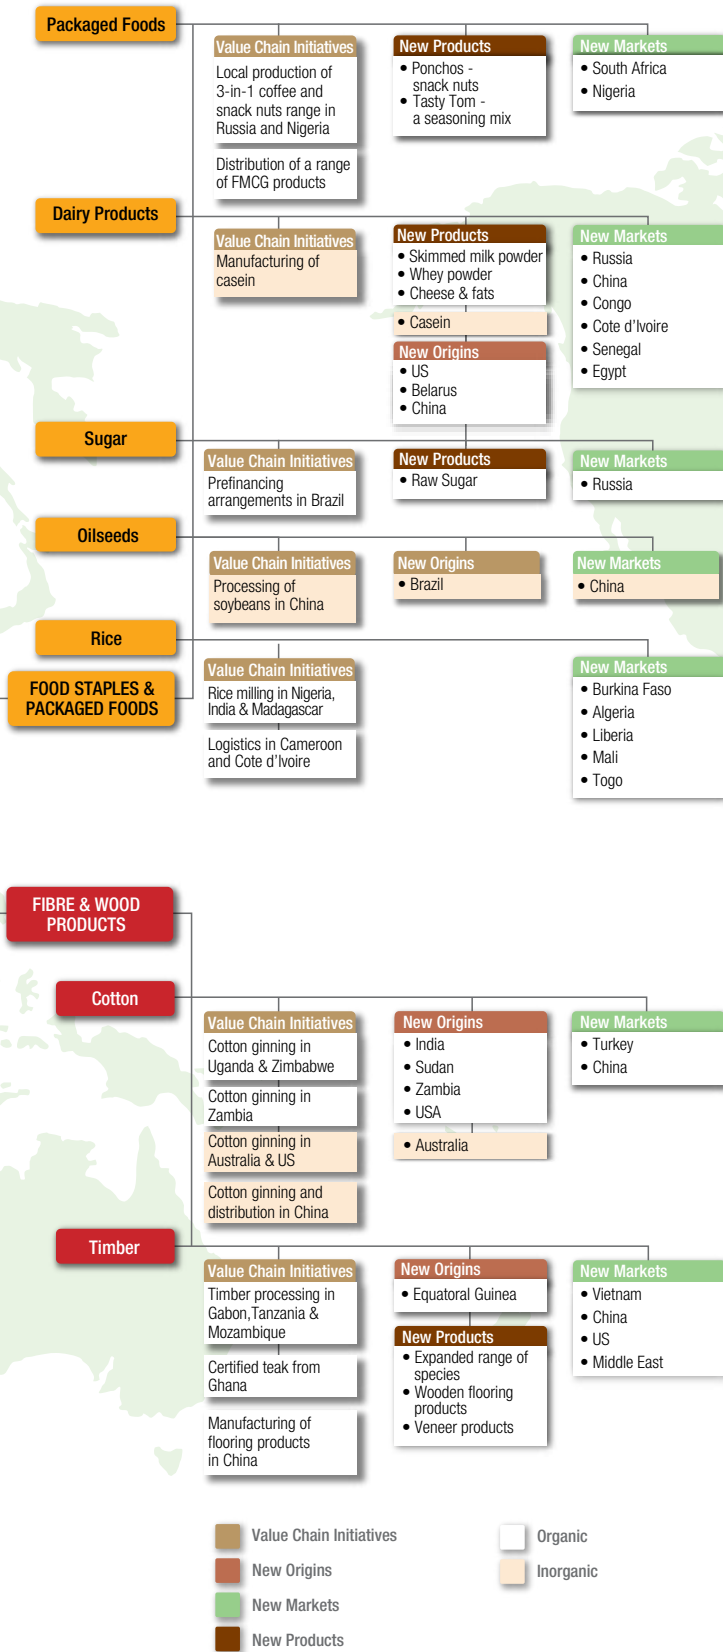 Packaged Foods
Value Chain Initiatives
Local production of
3-in-1 coffee and
snack nuts range in
Russia and Nigeria
Distribution of a range
of FMCG products
New Products
• Ponchos -
snack nuts
• Tasty Tom -
a seasoning mix
New Markets
• South Africa
• Nigeria
Dairy Products
Value Chain Initiatives
Manufacturing of
casein
New Products
• Skimmed milk powder
• Whey powder
• Cheese & fats
• Casein
New Origins
• US
• Belarus
• China
New Markets
• Russia
• China
• Congo
• Cote d'Ivoire
• Senegal
• Egypt
Sugar
Value Chain Initiatives
Prefinancing
arrangements in Brazil
New Products
• Raw Sugar
New Markets
• Russia
Oilseeds
Value Chain Initiatives
Processing of
soybeans in China
New Origins
• Brazil
New Markets
• China
Rice
Value Chain Initiatives
Rice milling in Nigeria,
India & Madagascar
Logistics in Cameroon
and Cote d'Ivoire
New Markets
• Burkina Faso
• Algeria
• Liberia
• Mali
• Togo
FOOD STAPLES &
PACKAGED FOODS
FIBRE & WOOD
PRODUCTS
Cotton
Value Chain Initiatives
Cotton ginning in
Uganda & Zimbabwe
Cotton ginning in
Zambia
Cotton ginning in
Australia & US
Cotton ginning and
distribution in China
New Origins
• India
• Sudan
• Zambia
• USA
• Australia
New Markets
• Turkey
• China
Timber
Value Chain Initiatives
Timber processing in
Gabon,Tanzania &
Mozambique
Certified teak from
Ghana
Manufacturing of
flooring products
in China
New Origins
• Equatoral Guinea
New Products
• Expanded range of
species
• Wooden flooring
products
• Veneer products
New Markets
• Vietnam
• China
• US
• Middle East
Value Chain Initiatives
New Origins
New Markets
New Products
Organic
Inorganic